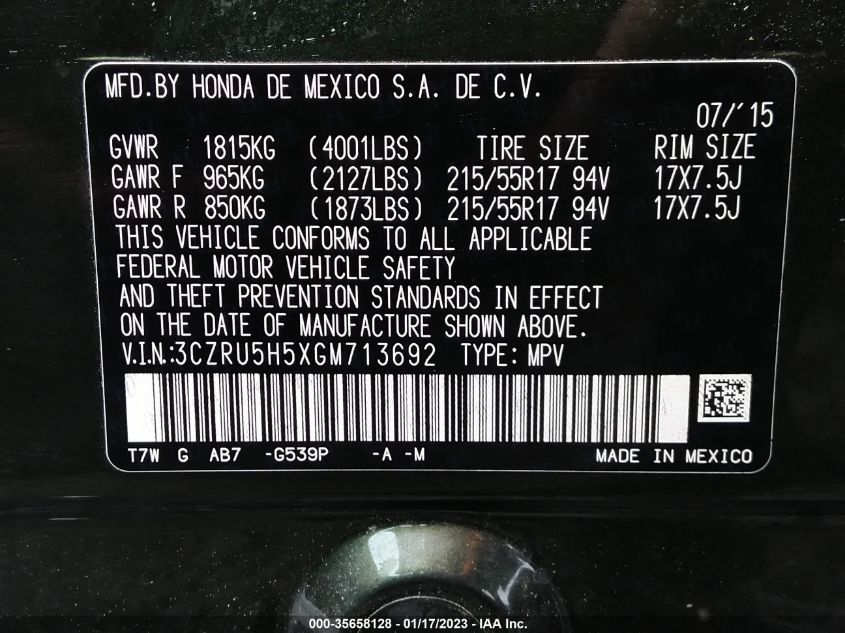 MFD.BY HONDA DE MEXICO S.A. DE C.V.
07/´15
GVWR 1815KG (4001LBS) TIRE SIZE RIM SIZE
GAWR F 965KG (2127LBS) 215/55R17 94V 17X7.5J
GAWR R 850KG (1873LBS) 215/55R17 94V 17X7.5J
THIS VEHICLE CONFORMS TO ALL APPLICABLE
FEDERAL MOTOR VEHICLE SAFETY
AND THEFT PREVENTION STANDARDS IN EFFECT
ON THE DATE OF MANUFACTURE SHOWN ABOVE.
V.I.N.:3CZRU5H5XGM713692 TYPE: MPV
T7W G AB7 -G539P -A -M MADE IN MEXICO
000-35658128 - 01/17/2023 - IAA Inc.